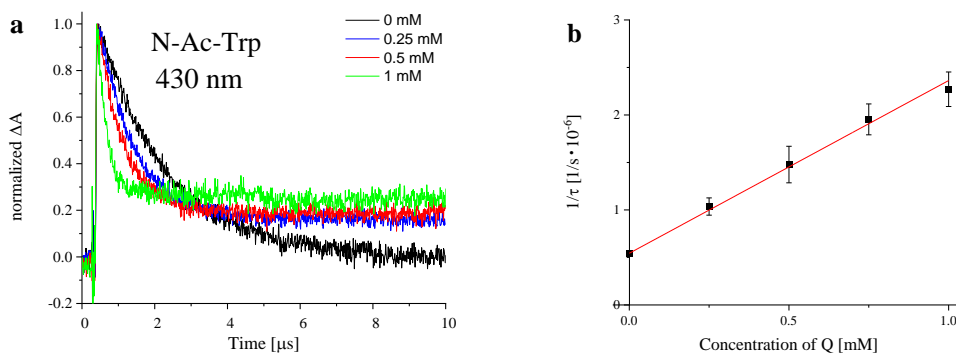 a
N-Ac-Trp
430 nm
0 mM
0.25 mM
0.5 mM
1 mM
normalized ΔA
1.0
0.8
0.6
0.4
0.2
0.0
-0.2
0
2
4
6
8
10
Time [µs]
b
1/τ [1/s·10⁻⁶]
3
2
1
0
0.0
0.5
1.0
Concentration of Q [mM]